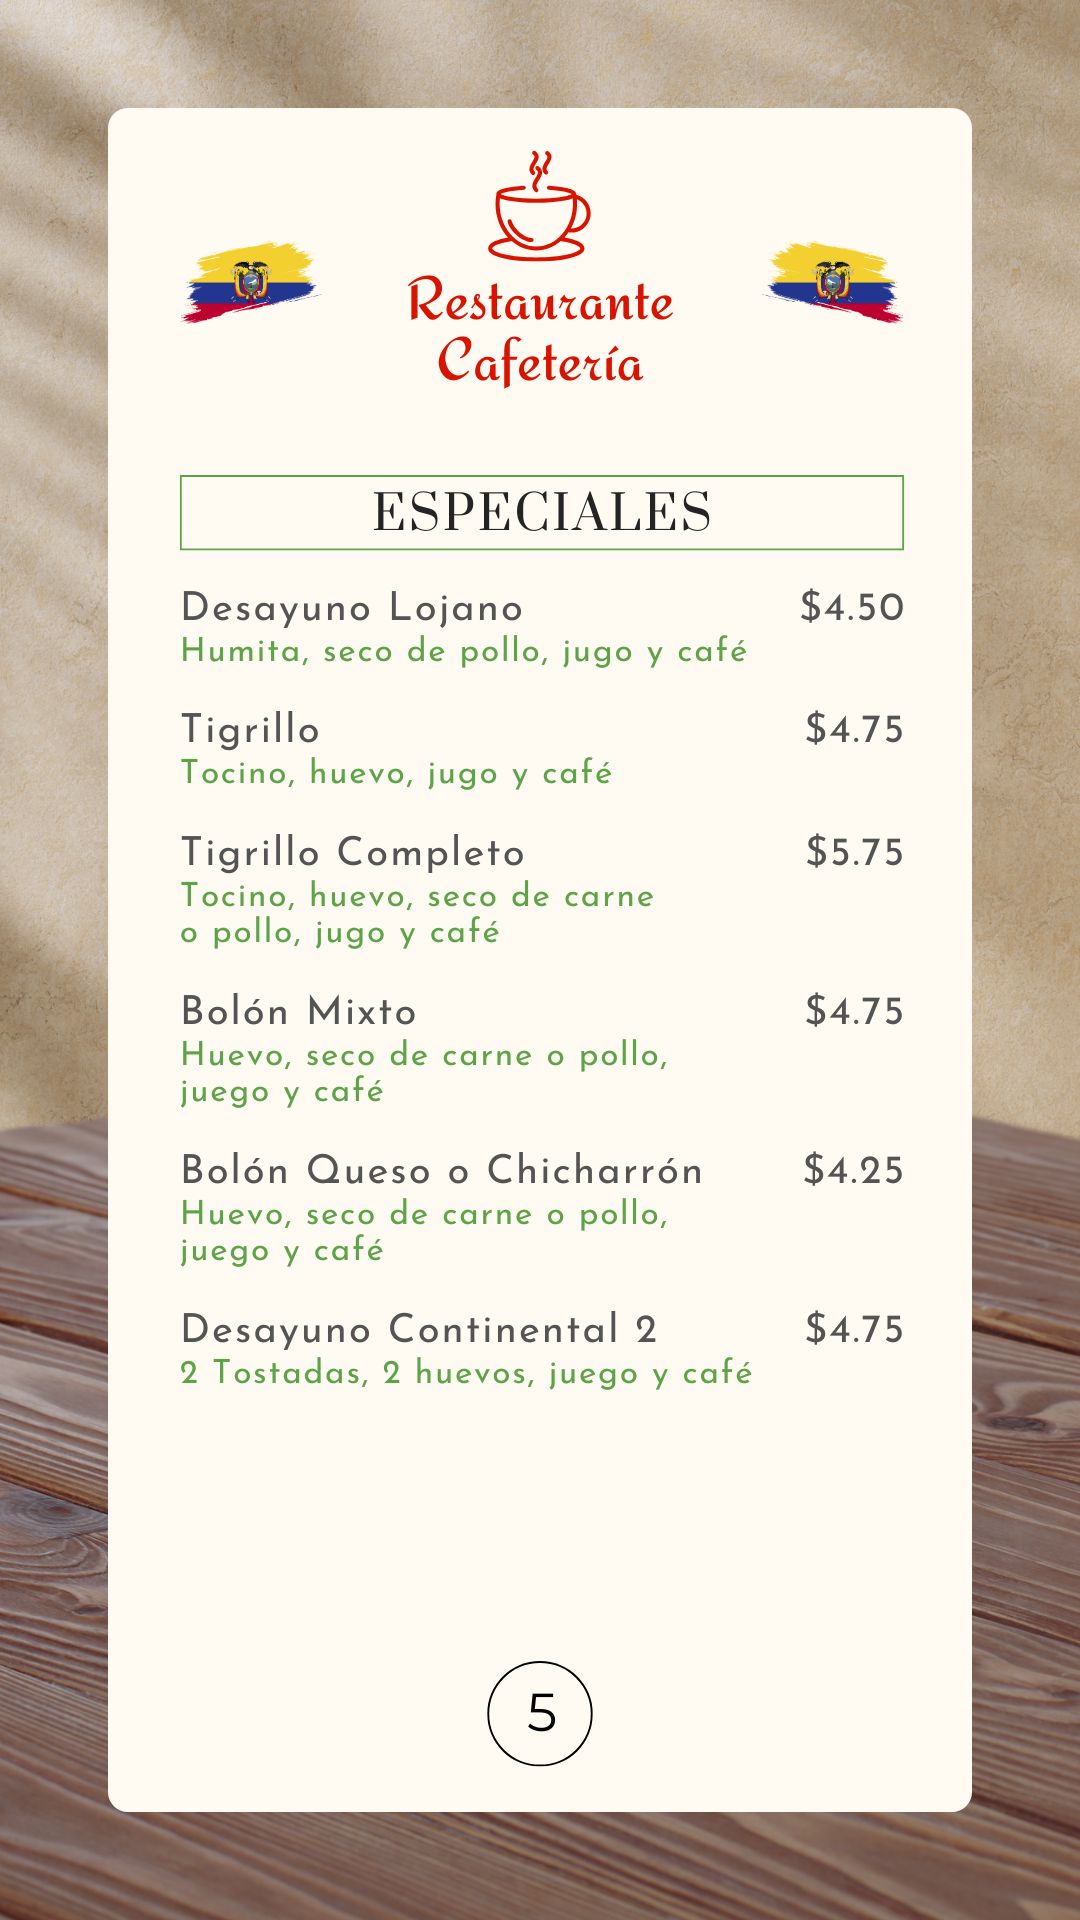 Restaurante
Cafetería
ESPECIALES
Desayuno Lojano $4.50
Humita, seco de pollo, jugo y café
Tigrillo $4.75
Tocino, huevo, jugo y café
Tigrillo Completo $5.75
Tocino, huevo, seco de carne
o pollo, jugo y café
Bolón Mixto $4.75
Huevo, seco de carne o pollo,
juego y café
Bolón Queso o Chicharrón $4.25
Huevo, seco de carne o pollo,
juego y café
Desayuno Continental 2 $4.75
2 Tostadas, 2 huevos, juego y café
5